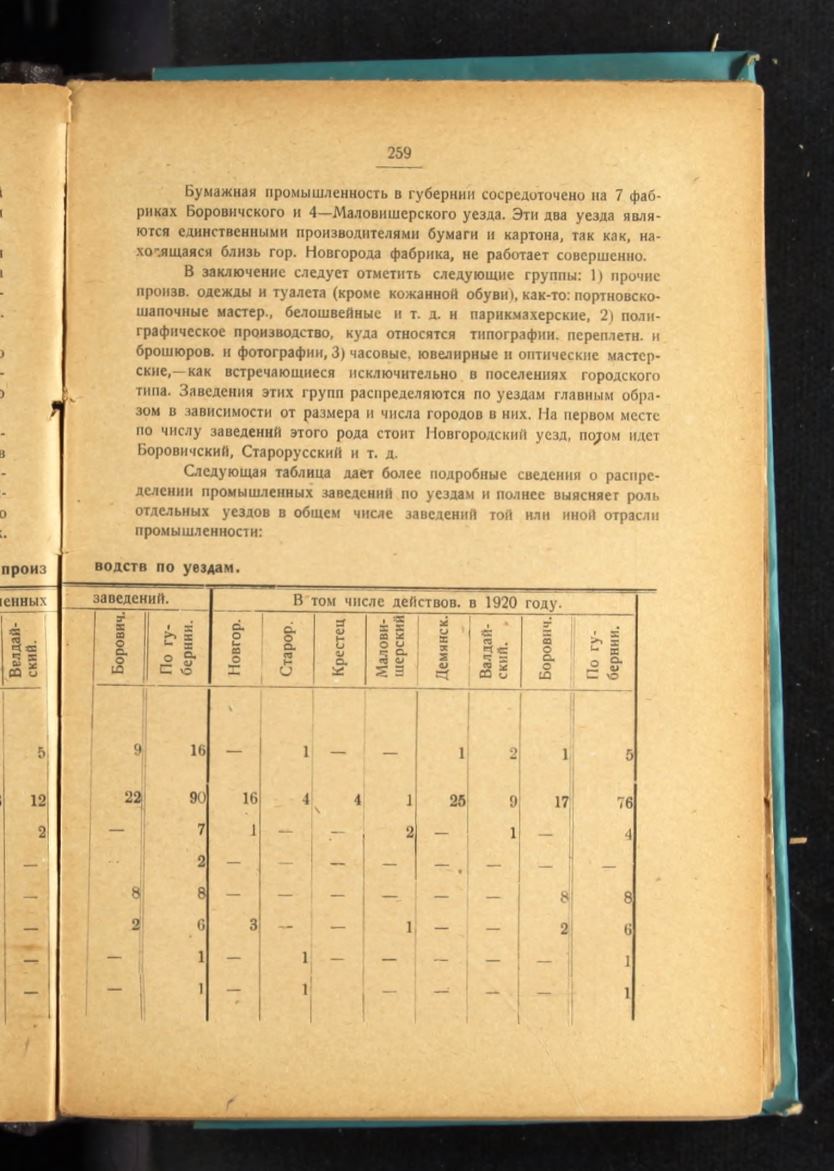 259
Бумажная промышленность в губернии сосредоточено на 7 фаб-
риках Боровичского и 4—Маловишерского уезда. Эти два уезда явля-
ются единственными производителями бумаги и картона, так как, на-
ходящаяся близь гор. Новгорода фабрика, не работает совершенно.
В заключение следует отметить следующие группы: 1) прочие
произв. одежды и туалета (кроме кожанной обуви), как-то: портновско-
шапочные мастер., белошвейные и т. д. и парикмахерские, 2) поли-
графическое производство, куда относятся типографии. переплетн. и
брошюров. и фотографии, 3) часовые, ювелирные и оптические мастер-
ские,—как встречающиеся исключительно в поселениях городского
типа. Заведения этих групп распределяются по уездам главным обра-
зом в зависимости от размера и числа городов в них. На первом месте
по числу заведений этого рода стоит Новгородский уезд, потом идет
Боровичский, Старорусский и т. д.
Следующая таблица дает более подробные сведения о распре-
делении промышленных заведений по уездам и полнее выясняет роль
отдельных уездов в общем числе заведений той или иной отрасли
промышленности:
произ водств по уездам.
енных заведений. В том числе действов. в 1920 году.
Велдай-
ский. Борович. По гу-
бернии. Новгор. Старор. Крестец Малови-
шерский Демянск. Валдай-
ский. Борович. По гу-
бернии.
5 9 16 — 1 — — 1 2 1 5
12 22 90 16 4 4 1 25 9 17 76
2 — 7 1 — — 2 — 1 — 4
— 2 — — — — — — — —
— 8 8 — — — — — — 8 8
— 2 6 3 — — 1 — — 2 6
— — 1 — 1 — — — — — 1
— — 1 — 1 — — — — 1